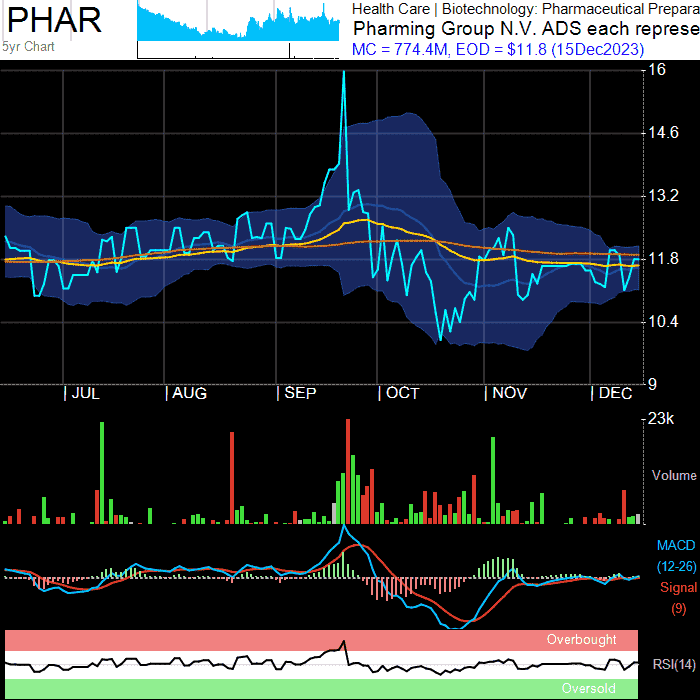 PHAR
5yr Chart
Health Care | Biotechnology: Pharmaceutical Prepara
Pharming Group N.V. ADS each represe
MC = 774.4M, EOD = $11.8 (15Dec2023)
16
14.6
13.2
11.8
10.4
9
| JUL | AUG | SEP | OCT | NOV | DEC
23k
Volume
MACD
(12-26)
Signal
(9)
Overbought
RSI(14)
Oversold